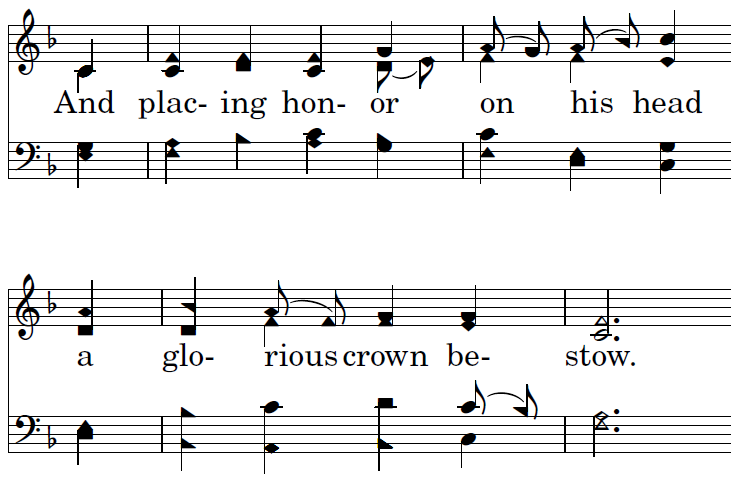 And plac- ing hon- or on his head
a glo- rious crown be- stow.